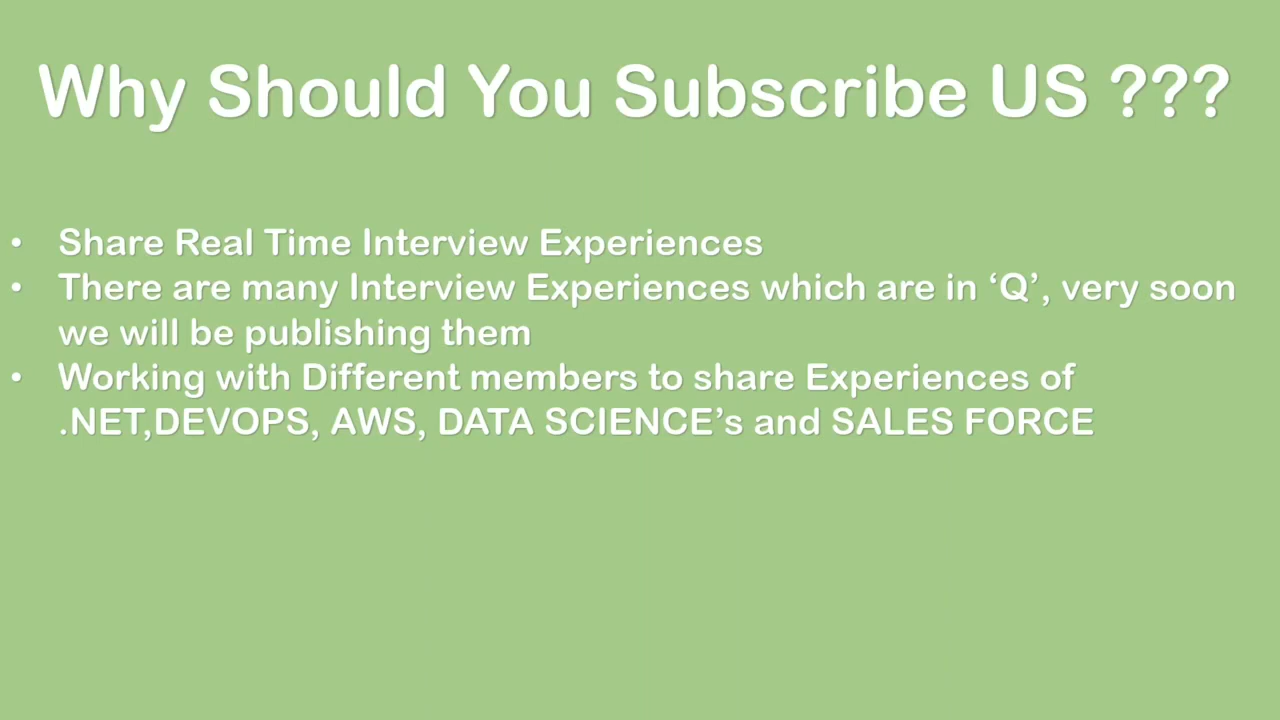 Why Should You Subscribe US ???
• Share Real Time Interview Experiences
• There are many Interview Experiences which are in ‘Q’, very soon
we will be publishing them
• Working with Different members to share Experiences of
.NET,DEVOPS, AWS, DATA SCIENCE’s and SALES FORCE